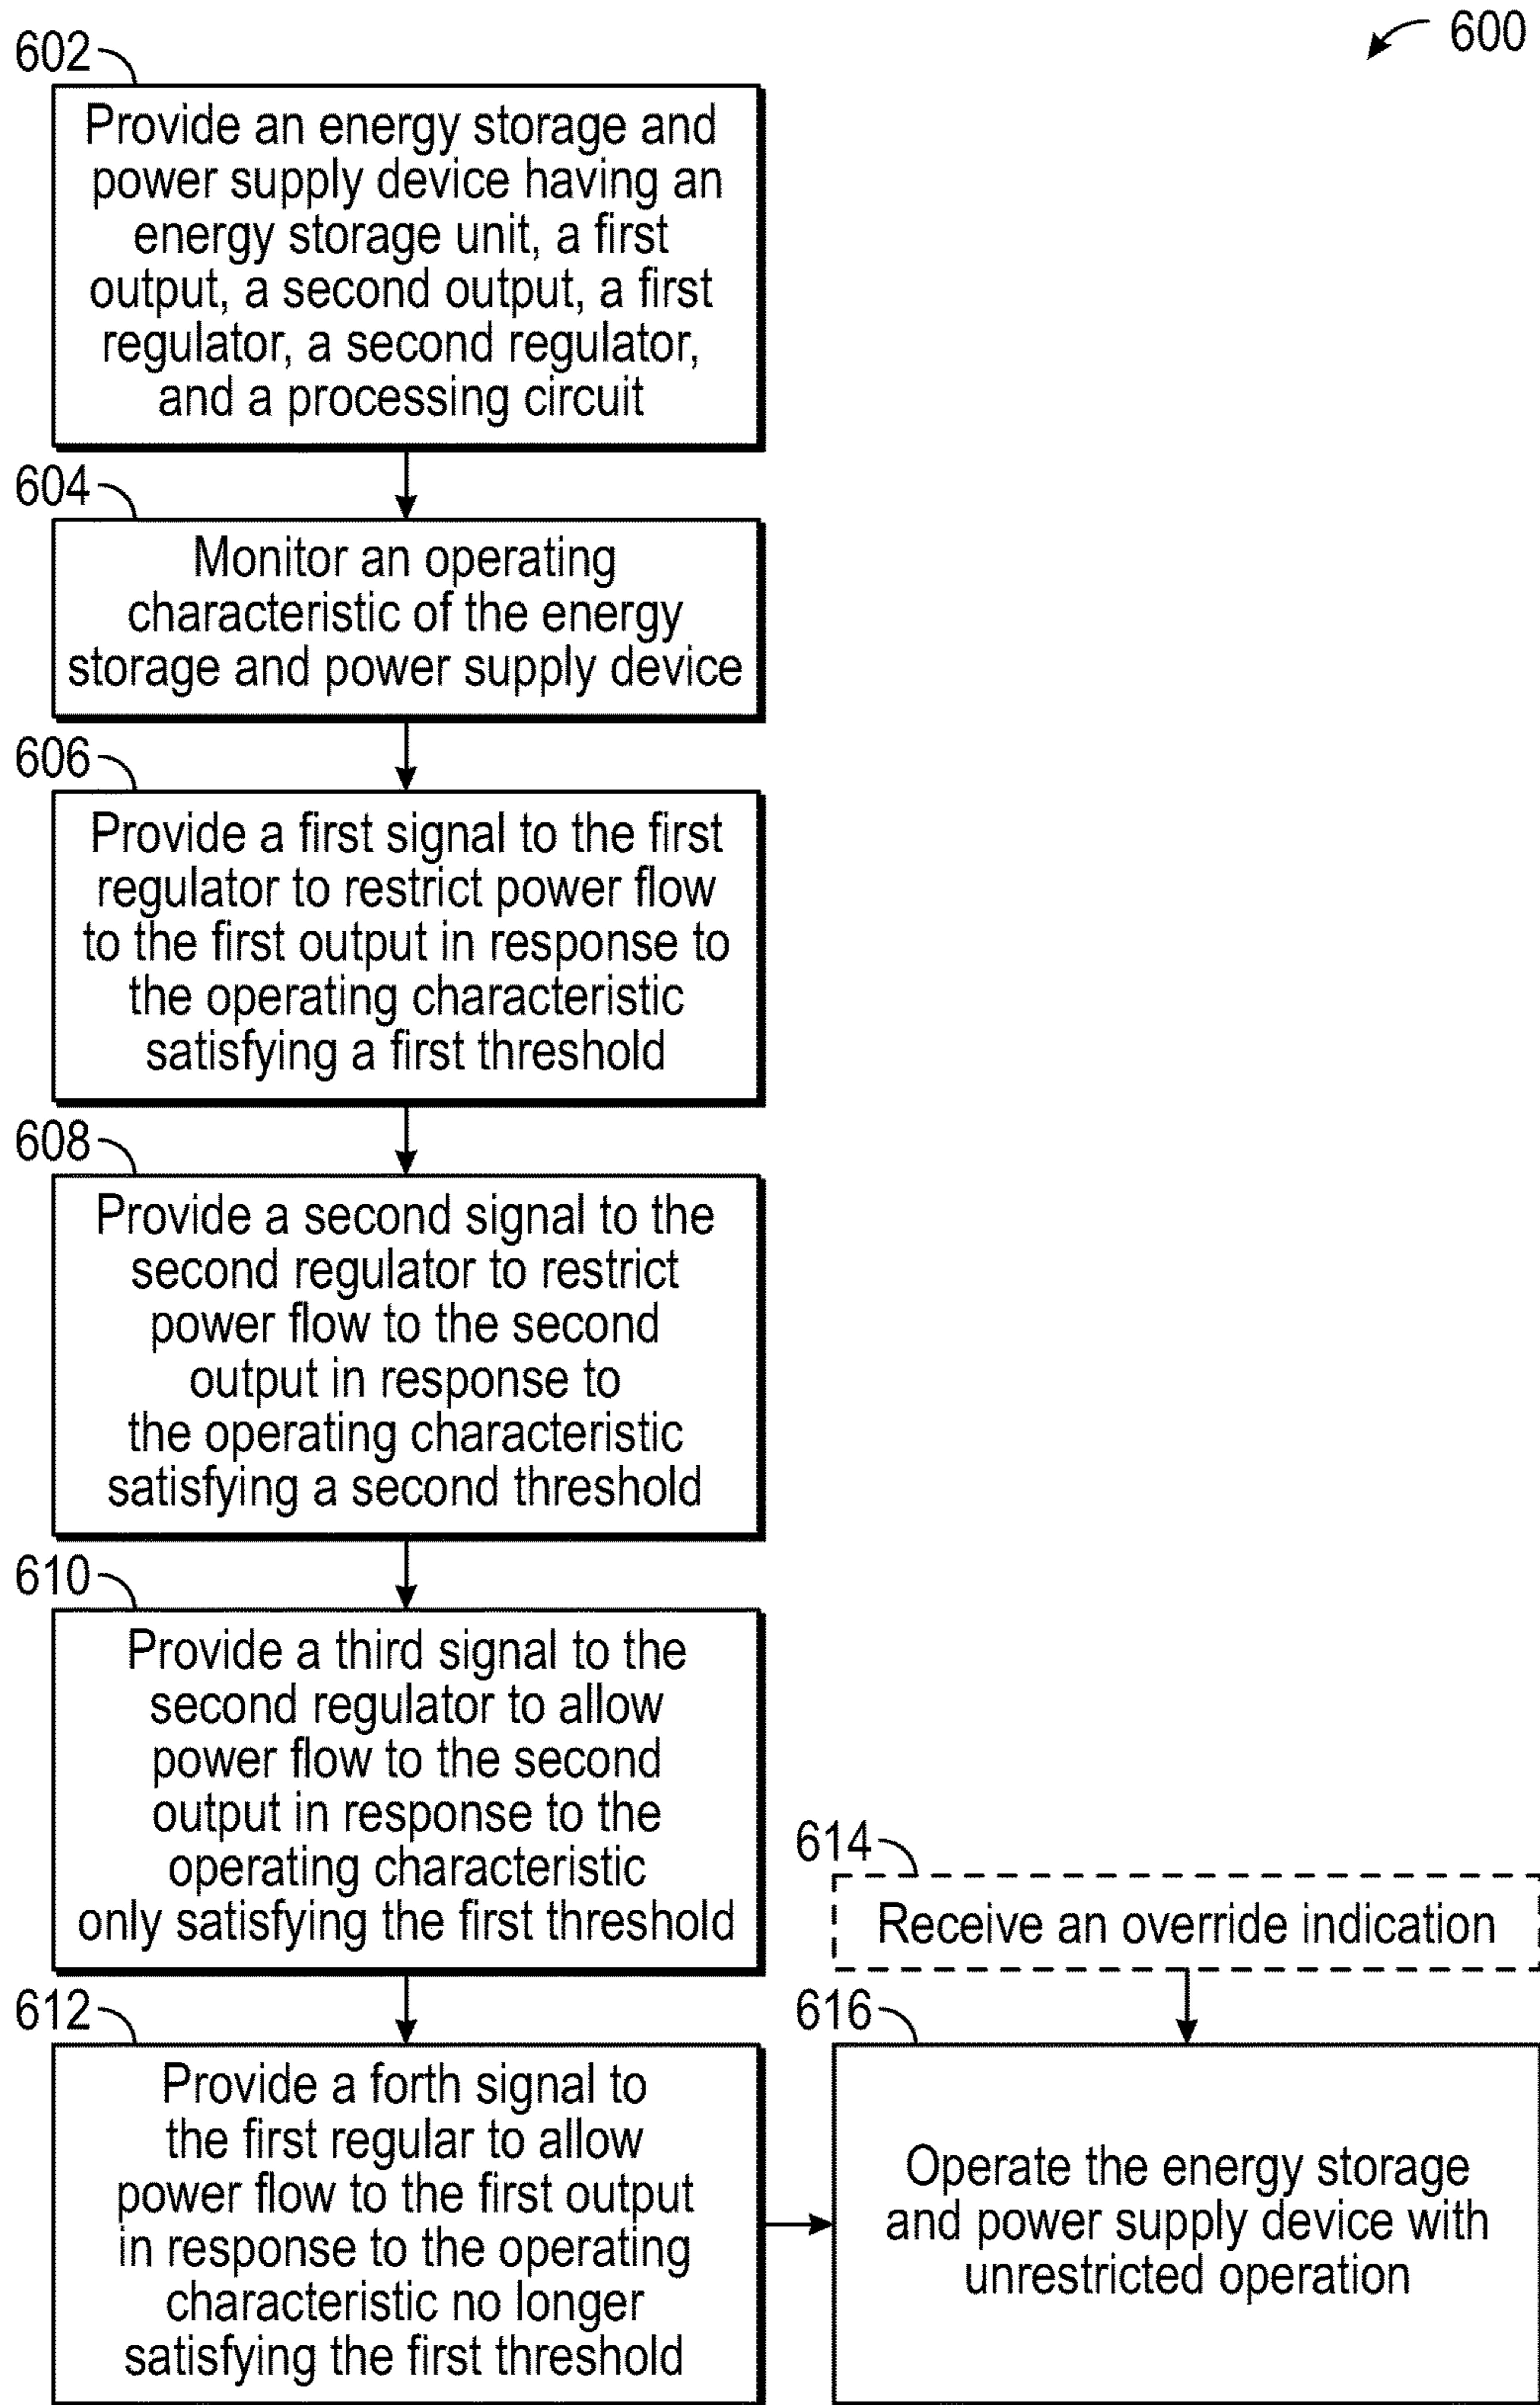 600
602
Provide an energy storage and
power supply device having an
energy storage unit, a first
output, a second output, a first
regulator, a second regulator,
and a processing circuit
604
Monitor an operating
characteristic of the energy
storage and power supply device
606
Provide a first signal to the first
regulator to restrict power flow
to the first output in response to
the operating characteristic
satisfying a first threshold
608
Provide a second signal to the
second regulator to restrict
power flow to the second
output in response to
the operating characteristic
satisfying a second threshold
610
Provide a third signal to the
second regulator to allow
power flow to the second
output in response to the
operating characteristic
only satisfying the first threshold
612
Provide a forth signal to
the first regular to allow
power flow to the first output
in response to the operating
characteristic no longer
satisfying the first threshold
614
Receive an override indication
616
Operate the energy storage
and power supply device with
unrestricted operation